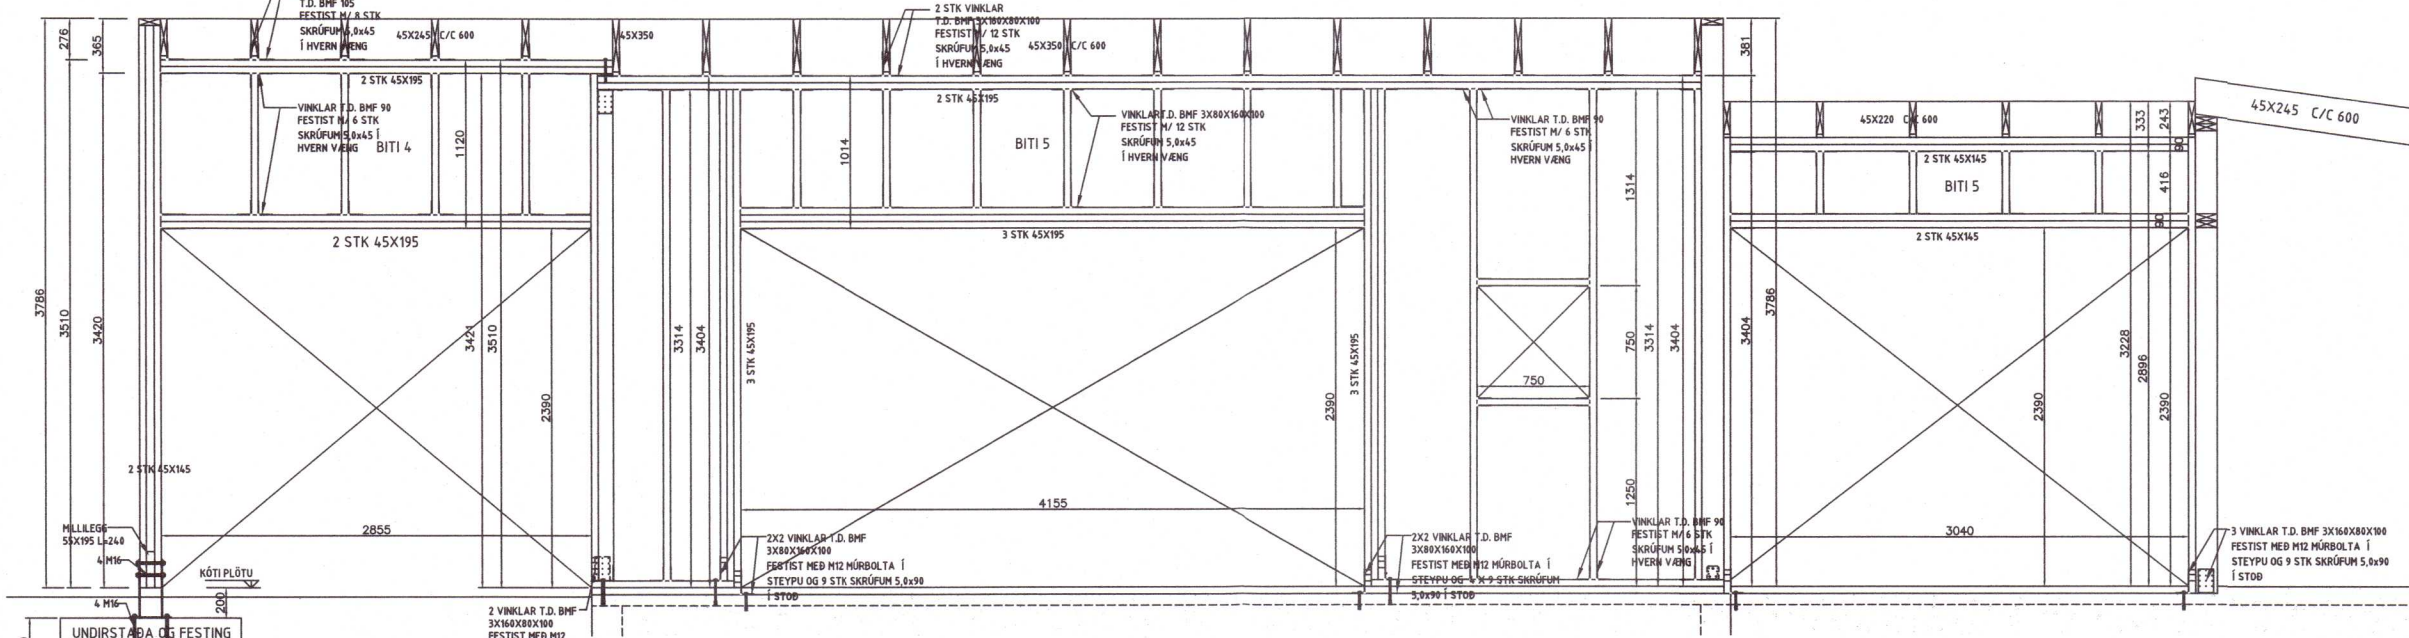 T.D. BMF 105
FESTIST M/ 8 STK
SKRÚFUM 5,0x45
Í HVERN VÆNG
45X245 C/C 600
45X350
2 STK VINKLAR
T.D. BMF 3X160X80X100
FESTIST M/ 12 STK
SKRÚFUM 5,0x45
Í HVERN VÆNG
45X350 C/C 600
276
365
381
2 STK 45X195
2 STK 45X195
VINKLAR T.D. BMF 90
FESTIST M/ 6 STK
SKRÚFUM 5,0x45 Í
HVERN VÆNG
BITI 4
1120
1014
BITI 5
VINKLAR T.D. BMF 3X80X160X100
FESTIST M/ 12 STK
SKRÚFUM 5,0x45
Í HVERN VÆNG
VINKLAR T.D. BMF 90
FESTIST M/ 6 STK
SKRÚFUM 5,0x45 Í
HVERN VÆNG
1314
45X220 C/C 600
333
243
45X245 C/C 600
2 STK 45X145
90
BITI 5
416
90
2 STK 45X195
3 STK 45X195
2 STK 45X145
3786
3510
3420
3421
3510
2390
3314
3404
3 STK 45X195
2390
3 STK 45X195
750
750
3314
3404
3404
3786
2390
3228
2896
2390
2 STK 45X145
2855
4155
1250
3040
MILLILEGG
55X195 L=240
4 M16
KÓTI PLÖTU
200
4 M16
UNDIRSTAÐA OG FESTING
2 VINKLAR T.D. BMF
3X160X80X100
FESTIST MEÐ M12
2X2 VINKLAR T.D. BMF
3X80X160X100
FESTIST MEÐ M12 MÚRBOLTA Í
STEYPU OG 9 STK SKRÚFUM 5,0x90
Í STOÐ
2X2 VINKLAR T.D. BMF
3X80X160X100
FESTIST MEÐ M12 MÚRBOLTA Í
STEYPU OG 4 X 9 STK SKRÚFUM
5,0x90 Í STOÐ
VINKLAR T.D. BMF 90
FESTIST M/ 6 STK
SKRÚFUM 5,0x45 Í
HVERN VÆNG
3 VINKLAR T.D. BMF 3X160X80X100
FESTIST MEÐ M12 MÚRBOLTA Í
STEYPU OG 9 STK SKRÚFUM 5,0x90
Í STOÐ